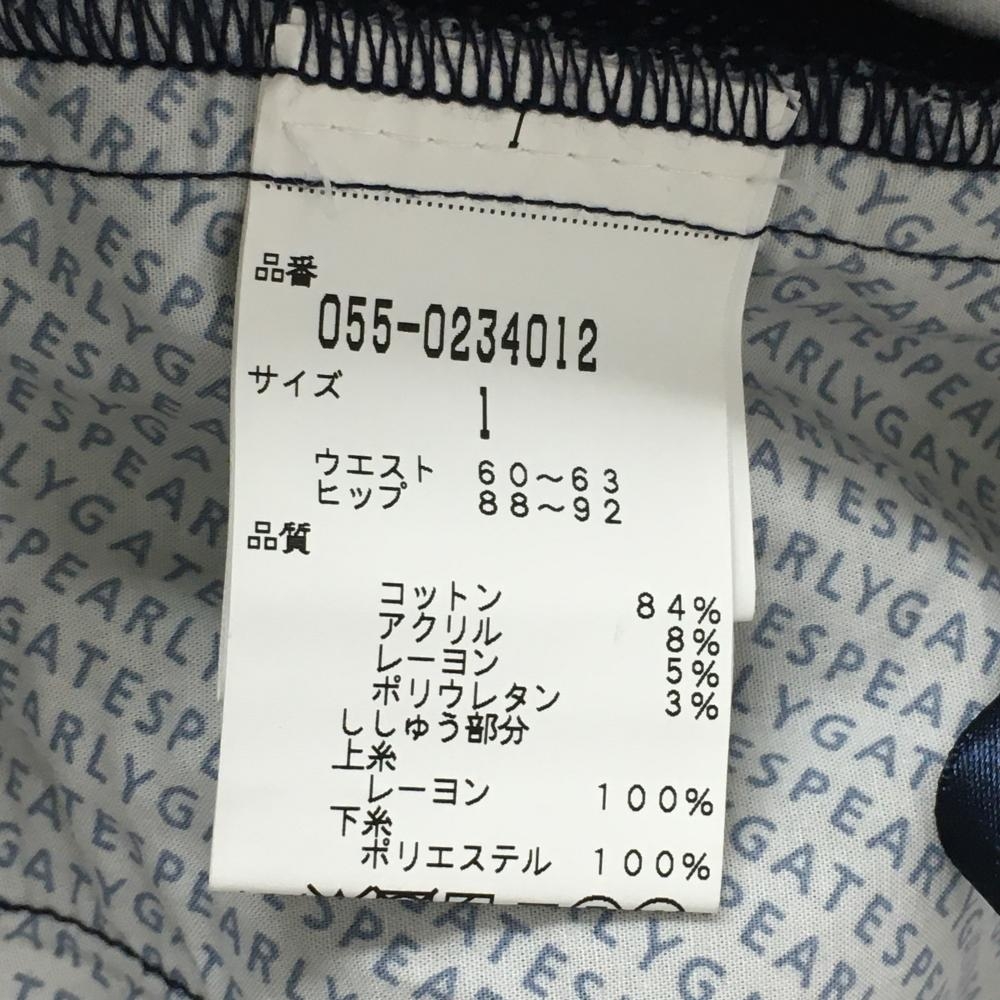 品番
055-0234012
サイズ
1
ウエスト 60～63
ヒップ 88～92
品質
コットン 84%
アクリル 8%
レーヨン 5%
ポリウレタン 3%
ししゅう部分
上糸
レーヨン 100%
下糸
ポリエステル 100%
PEARLYGATES